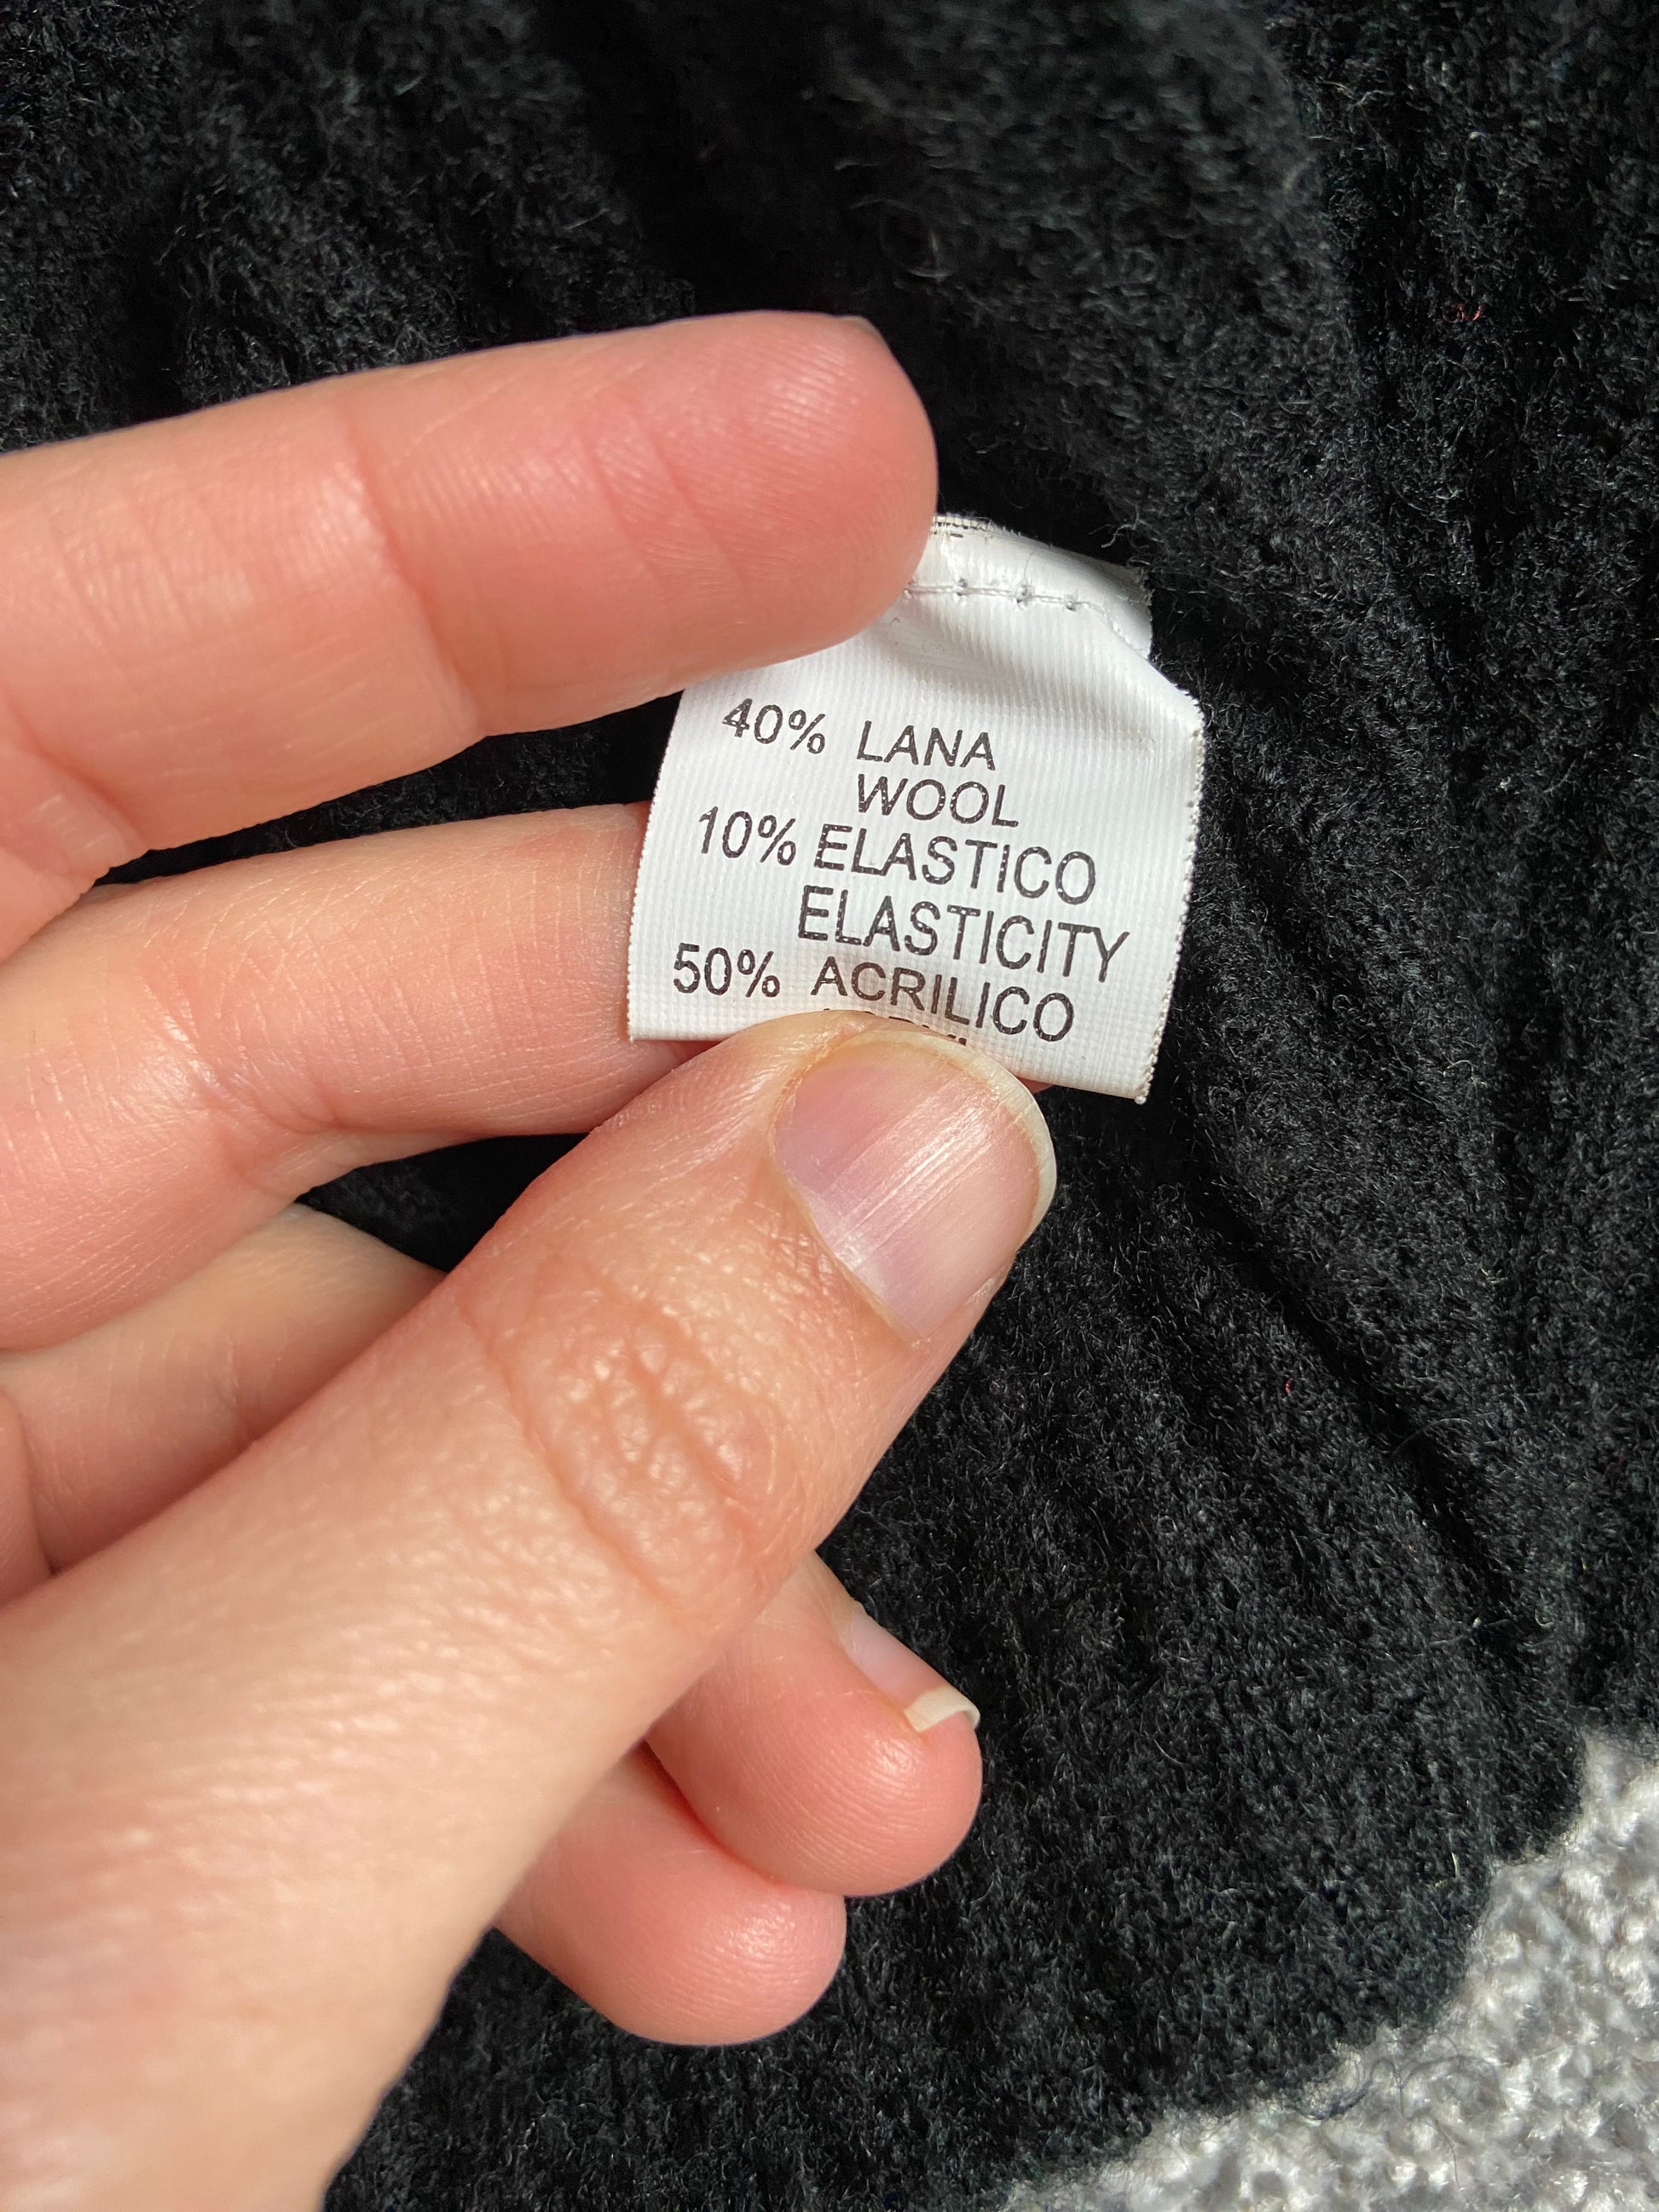 40% LANA
WOOL
10% ELASTICO
ELASTICITY
50% ACRILICO